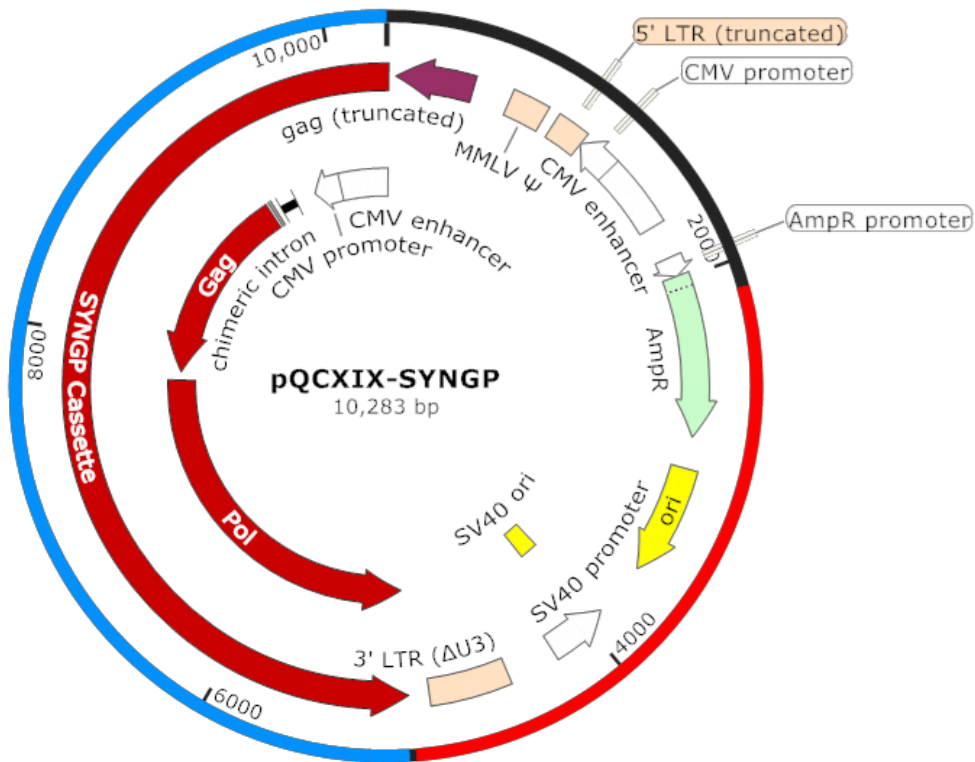 10,000
5' LTR (truncated)
CMV promoter
gag (truncated)
MMLV Ψ
CMV enhancer
2000
AmpR promoter
CMV enhancer
CMV promoter
chimeric intron
Gag
AmpR
8000
SYNGP Cassette
pQCXIX-SYNGP
10,283 bp
Pol
SV40 ori
ori
SV40 promoter
4000
3' LTR (ΔU3)
6000